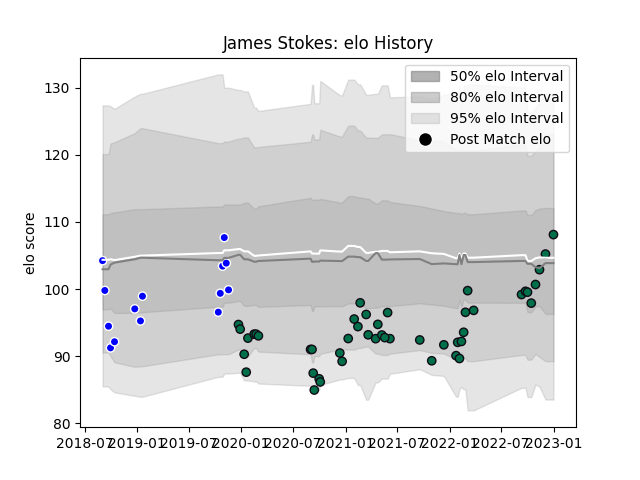 James Stokes: elo History
50% elo Interval
80% elo Interval
95% elo Interval
Post Match elo
elo score
130
120
110
100
90
80
2018-07 2019-01 2019-07 2020-01 2020-07 2021-01 2021-07 2022-01 2022-07 2023-01